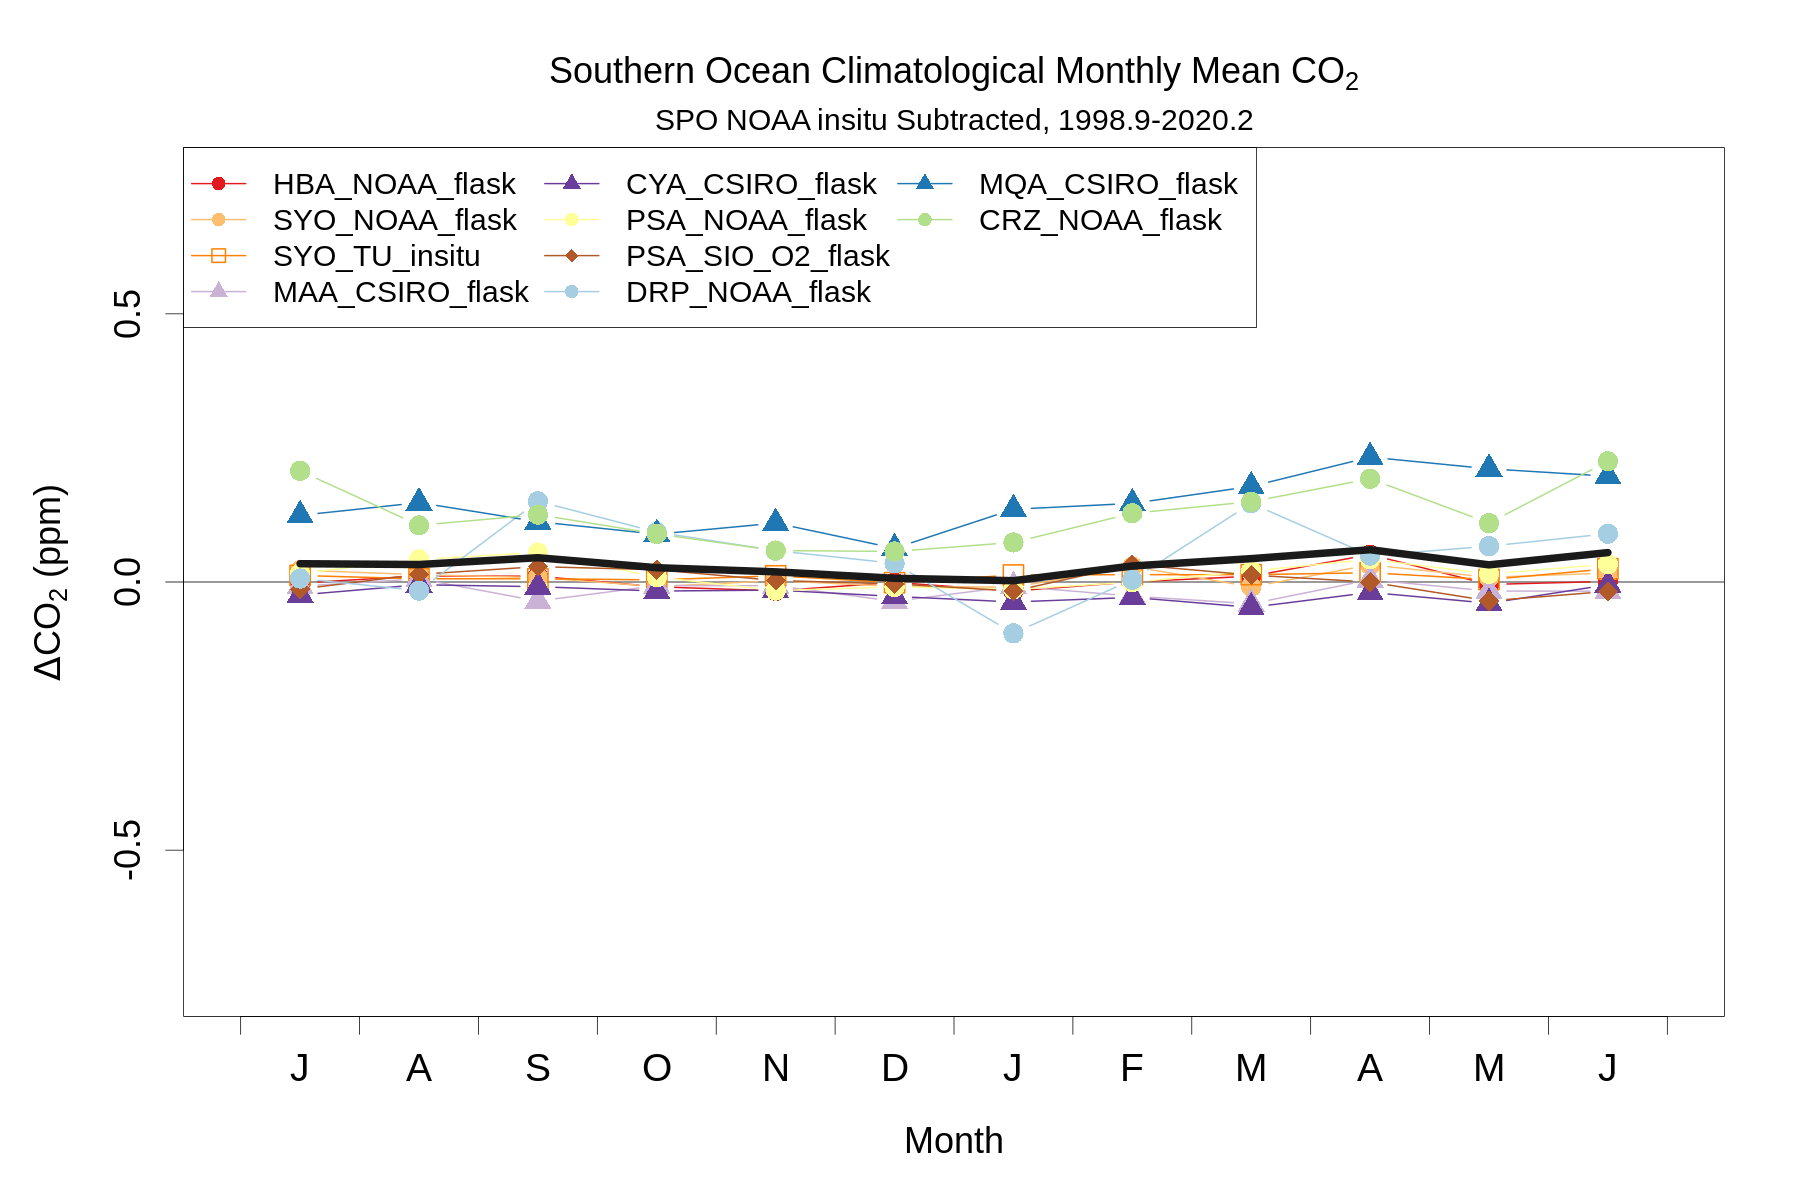 Southern Ocean Climatological Monthly Mean CO₂
SPO NOAA insitu Subtracted, 1998.9-2020.2
HBA_NOAA_flask
SYO_NOAA_flask
SYO_TU_insitu
MAA_CSIRO_flask
CYA_CSIRO_flask
PSA_NOAA_flask
PSA_SIO_O2_flask
DRP_NOAA_flask
MQA_CSIRO_flask
CRZ_NOAA_flask
ΔCO₂ (ppm)
0.5
0.0
-0.5
J A S O N D J F M A M J
Month